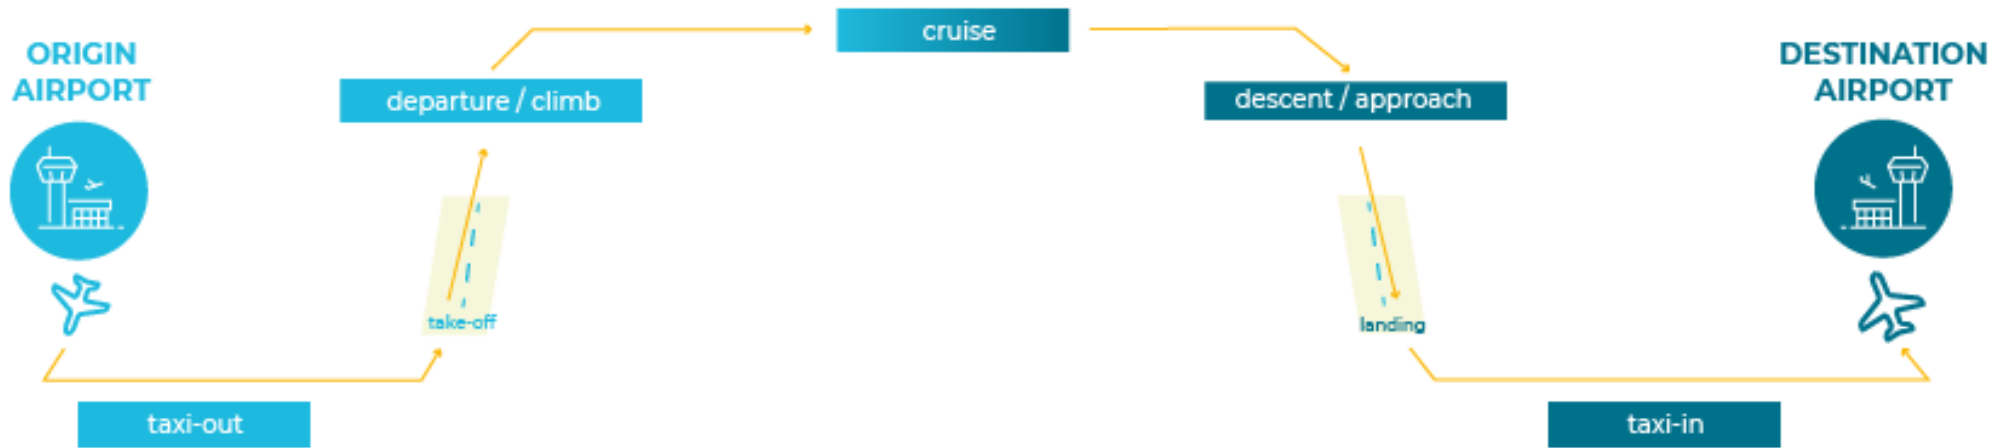 ORIGIN
AIRPORT
taxi-out
take-off
departure / climb
cruise
descent / approach
landing
taxi-in
DESTINATION
AIRPORT